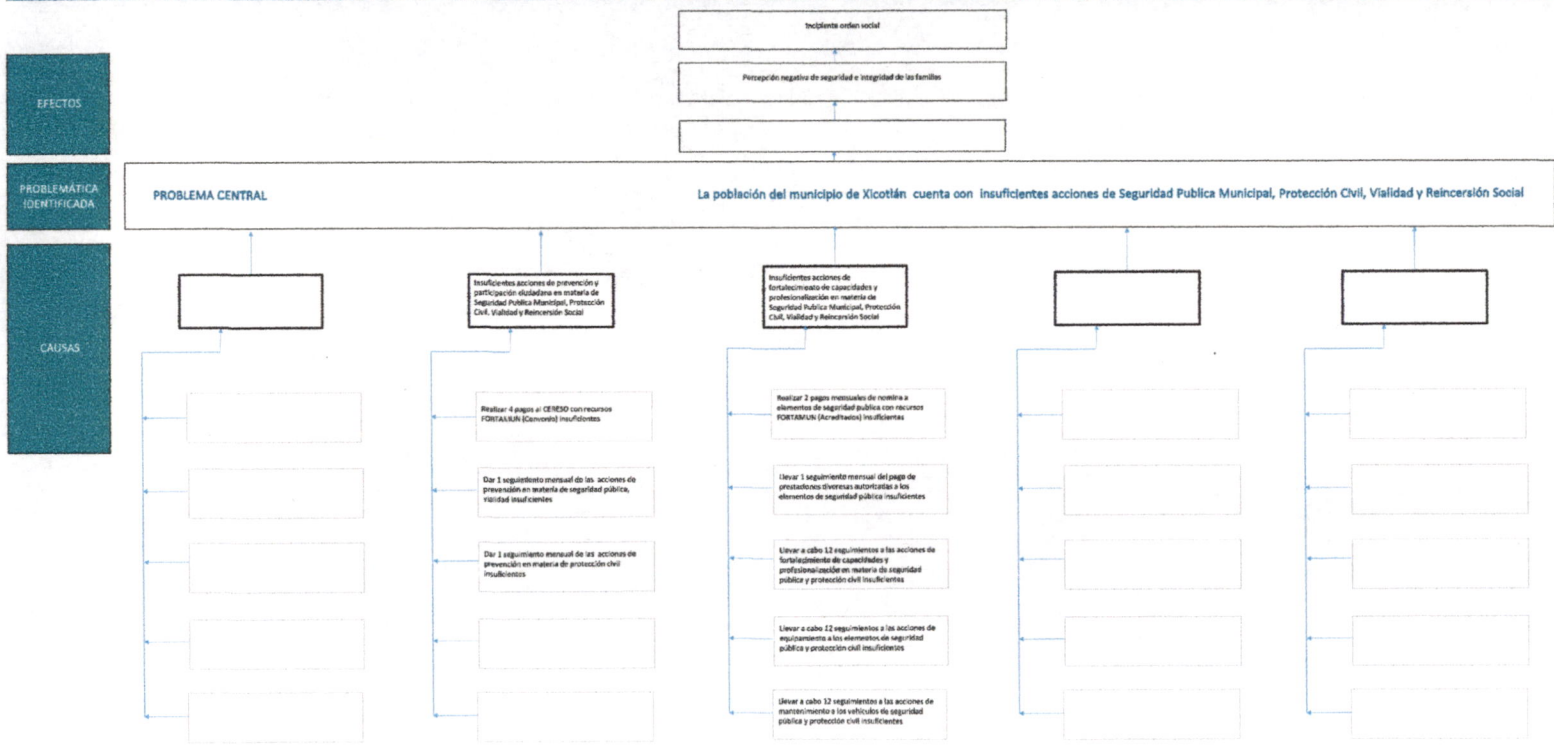 Incipiente orden social
Percepción negativa de seguridad e integridad de las familias
EFECTOS
PROBLEMÁTICA
IDENTIFICADA
PROBLEMA CENTRAL
La población del municipio de Xicotlán cuenta con insuficientes acciones de Seguridad Publica Municipal, Protección Civil, Vialidad y Reincersión Social
CAUSAS
Insuficientes acciones de prevención y
participación ciudadana en materia de
Seguridad Publica Municipal, Protección
Civil, Vialidad y Reincersión Social
Realizar 4 pagos al CERESO con recursos
FORTAMUN (Convenio) insuficientes
Dar 1 seguimiento mensual de las acciones de
prevención en materia de seguridad pública,
vialidad insuficientes
Dar 1 seguimiento mensual de las acciones de
prevención en materia de protección civil
insuficientes
Insuficientes acciones de
fortalecimiento de capacidades y
profesionalización en materia de
Seguridad Publica Municipal, Protección
Civil, Vialidad y Reincersión Social
Realizar 2 pagos mensuales de nomina a
elementos de seguridad publica con recursos
FORTAMUN (Acreditados) insuficientes
Llevar 1 seguimiento mensual del pago de
prestaciones diversas autorizadas a los
elementos de seguridad pública insuficientes
Llevar a cabo 12 seguimientos a las acciones de
fortalecimiento de capacidades y
profesionalización en materia de seguridad
pública y protección civil insuficientes
Llevar a cabo 12 seguimientos a las acciones de
equipamiento a los elementos de seguridad
pública y protección civil insuficientes
Llevar a cabo 12 seguimientos a las acciones de
mantenimiento a los vehículos de seguridad
pública y protección civil insuficientes